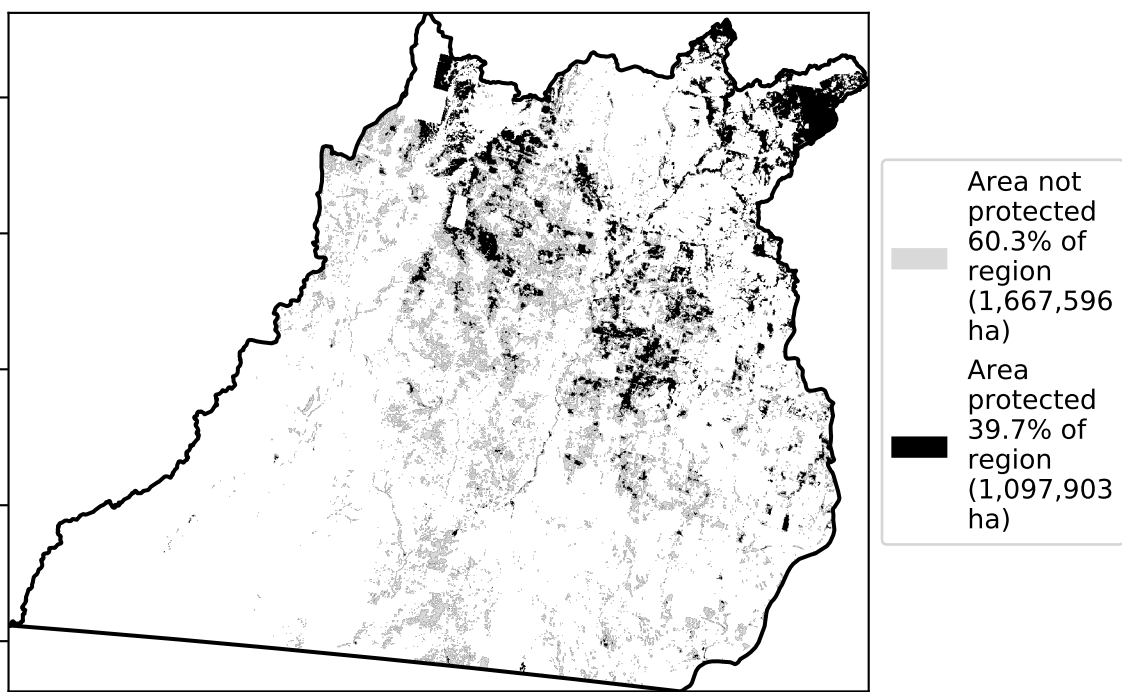 Area not
protected
60.3% of
region
(1,667,596
ha)
Area
protected
39.7% of
region
(1,097,903
ha)